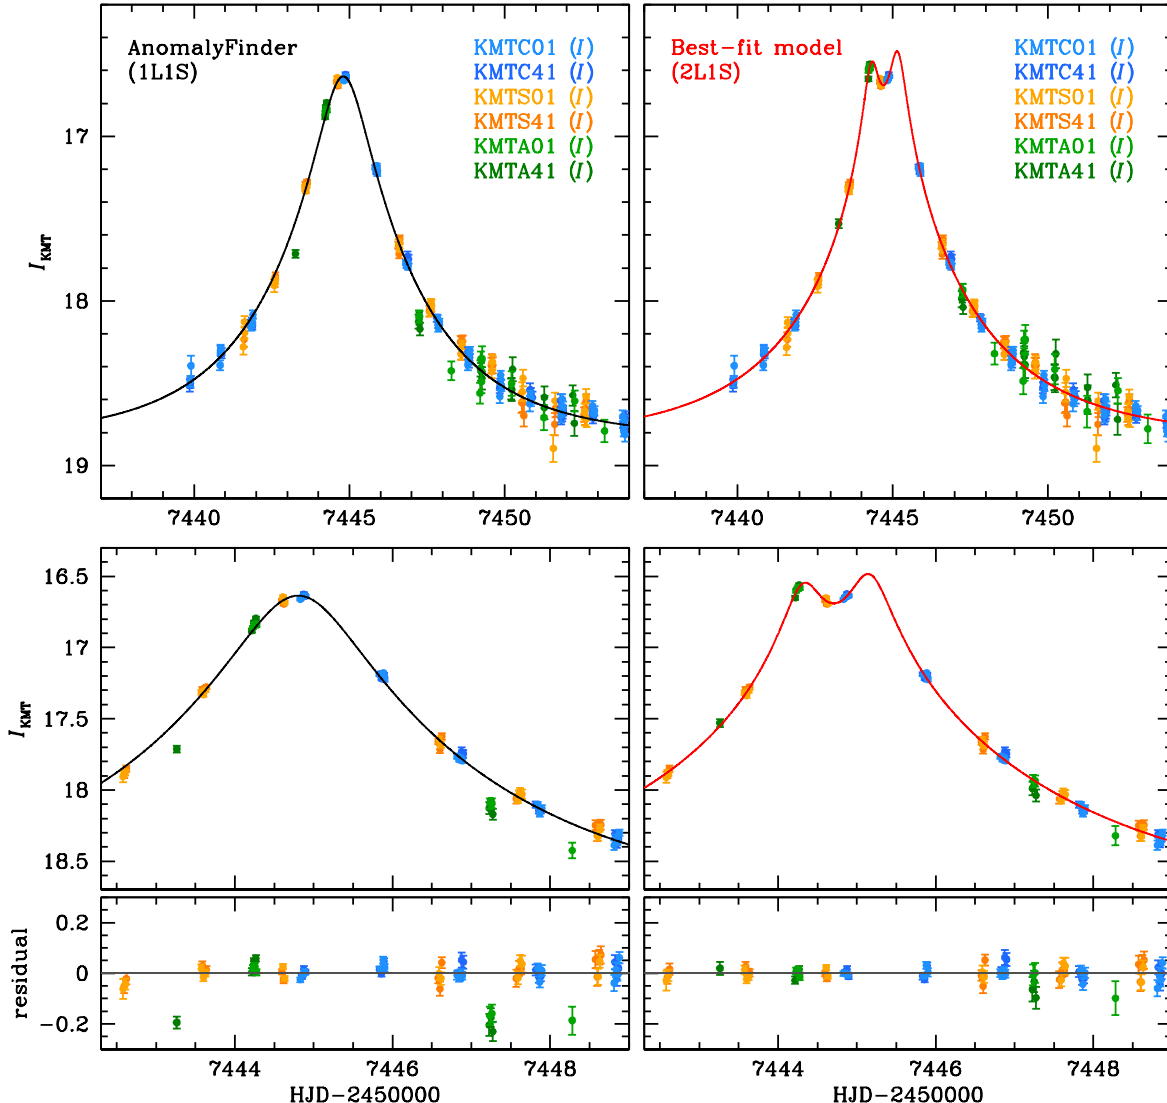 AnomalyFinder
(1L1S)
KMTC01 (I)
KMTC41 (I)
KMTS01 (I)
KMTS41 (I)
KMTA01 (I)
KMTA41 (I)
Best-fit model
(2L1S)
KMTC01 (I)
KMTC41 (I)
KMTS01 (I)
KMTS41 (I)
KMTA01 (I)
KMTA41 (I)
I_KMT
17
18
19
7440 7445 7450
7440 7445 7450
I_KMT
16.5
17
17.5
18
18.5
residual
0.2
0
-0.2
7444 7446 7448
7444 7446 7448
HJD-2450000
HJD-2450000